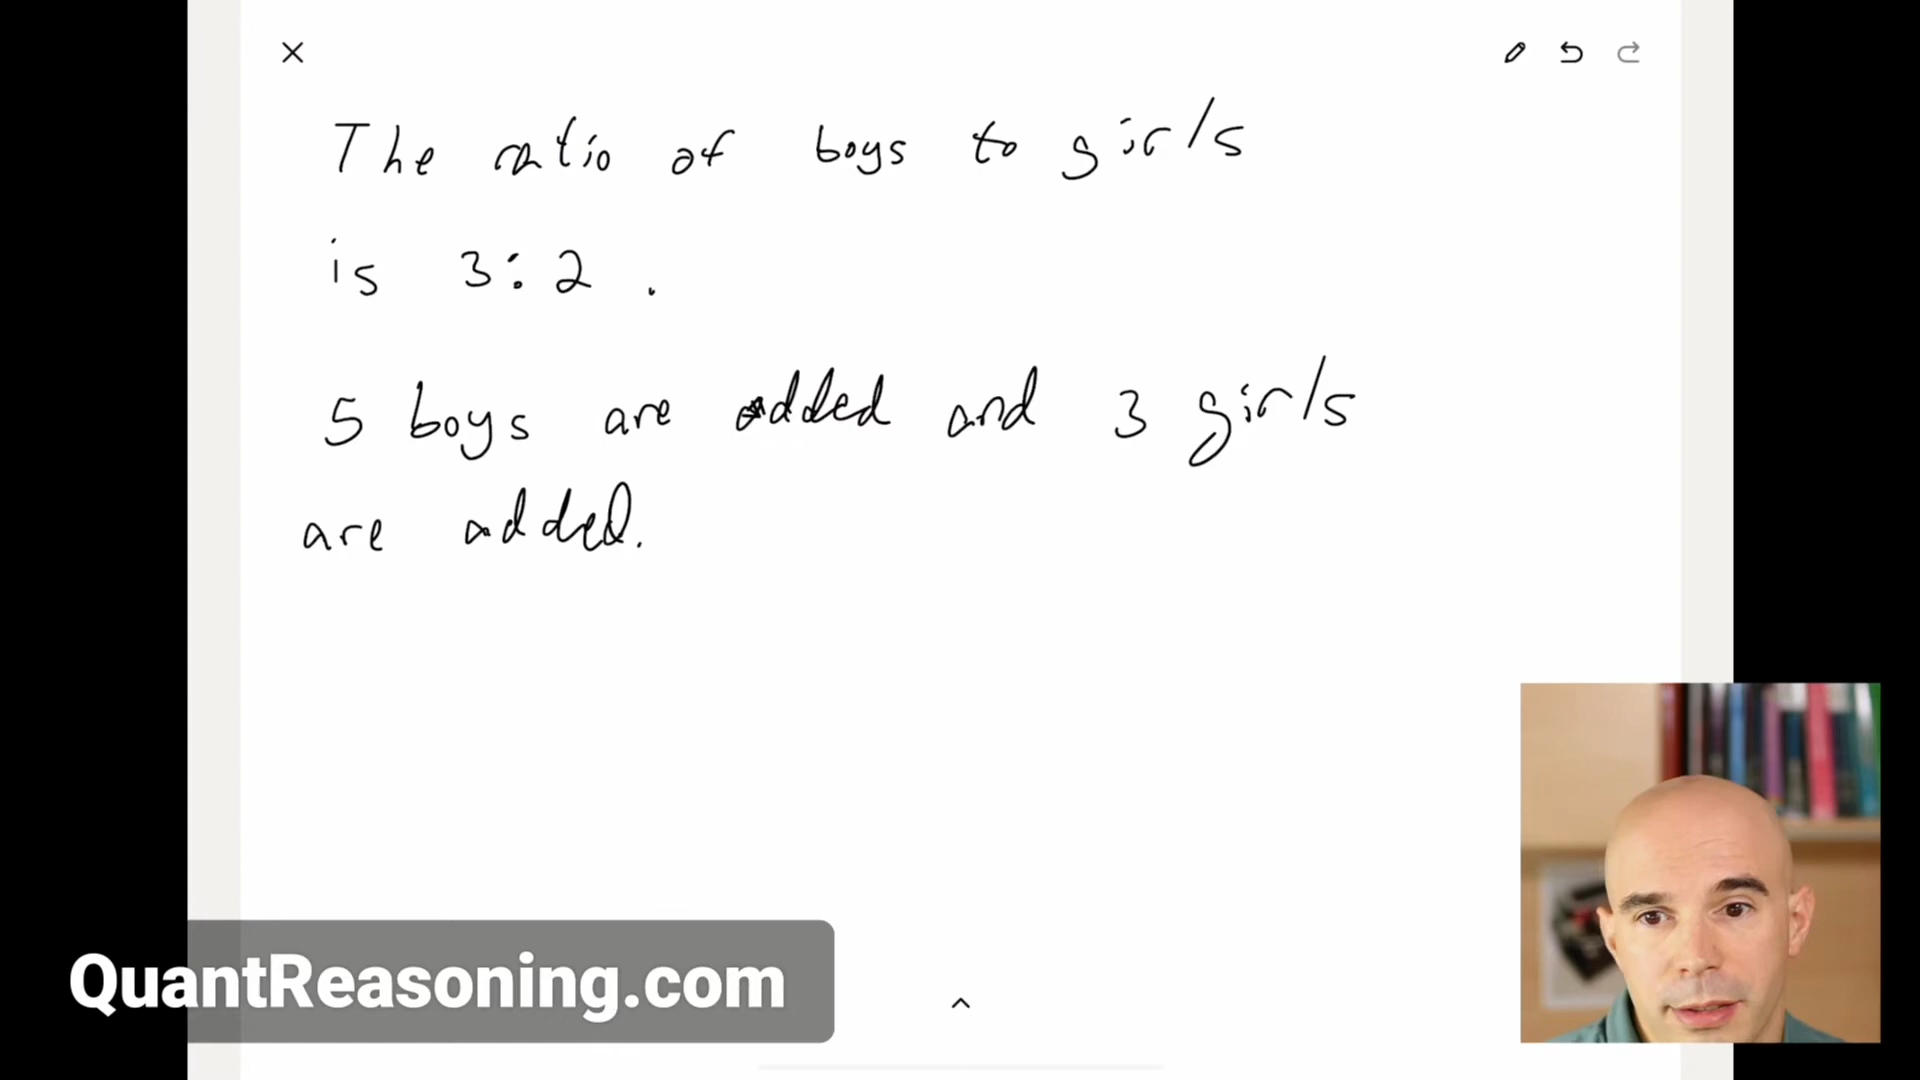 The ratio of boys to girls
is 3:2.
5 boys are added and 3 girls
are added.
QuantReasoning.com